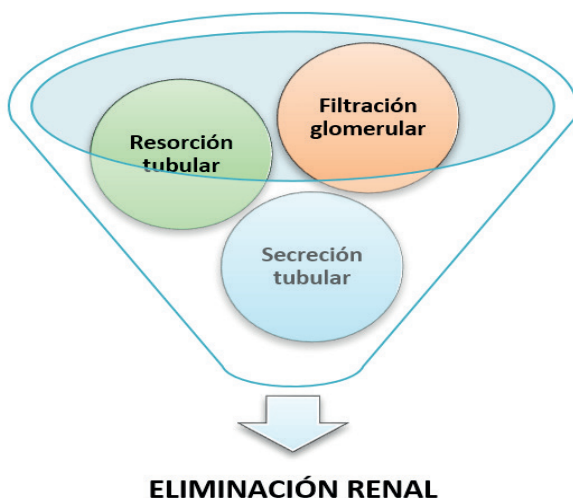 Filtración
glomerular
Resorción
tubular
Secreción
tubular
ELIMINACIÓN RENAL